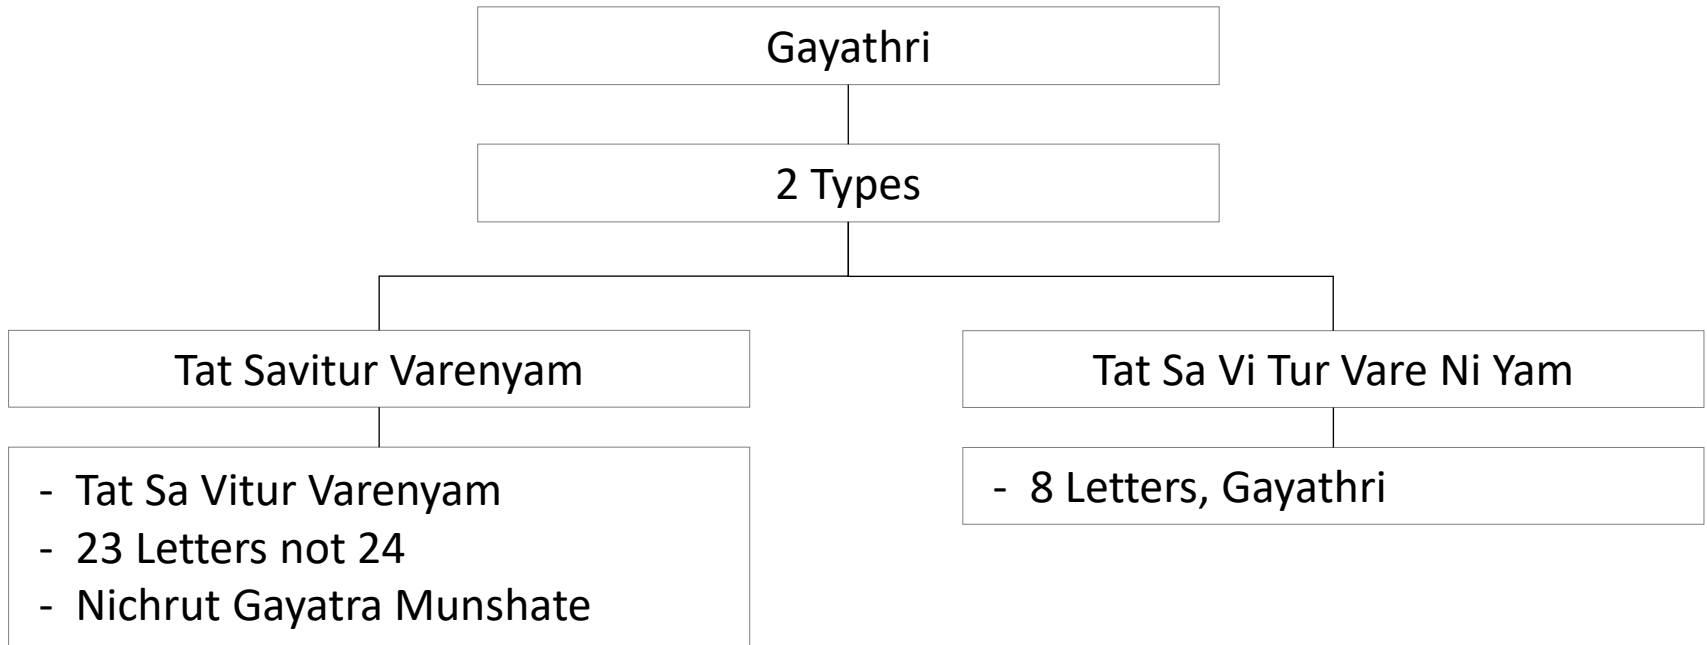 Gayathri
2 Types
Tat Savitur Varenyam
Tat Sa Vi Tur Vare Ni Yam
- Tat Sa Vitur Varenyam
- 23 Letters not 24
- Nichrut Gayatra Munshate
- 8 Letters, Gayathri